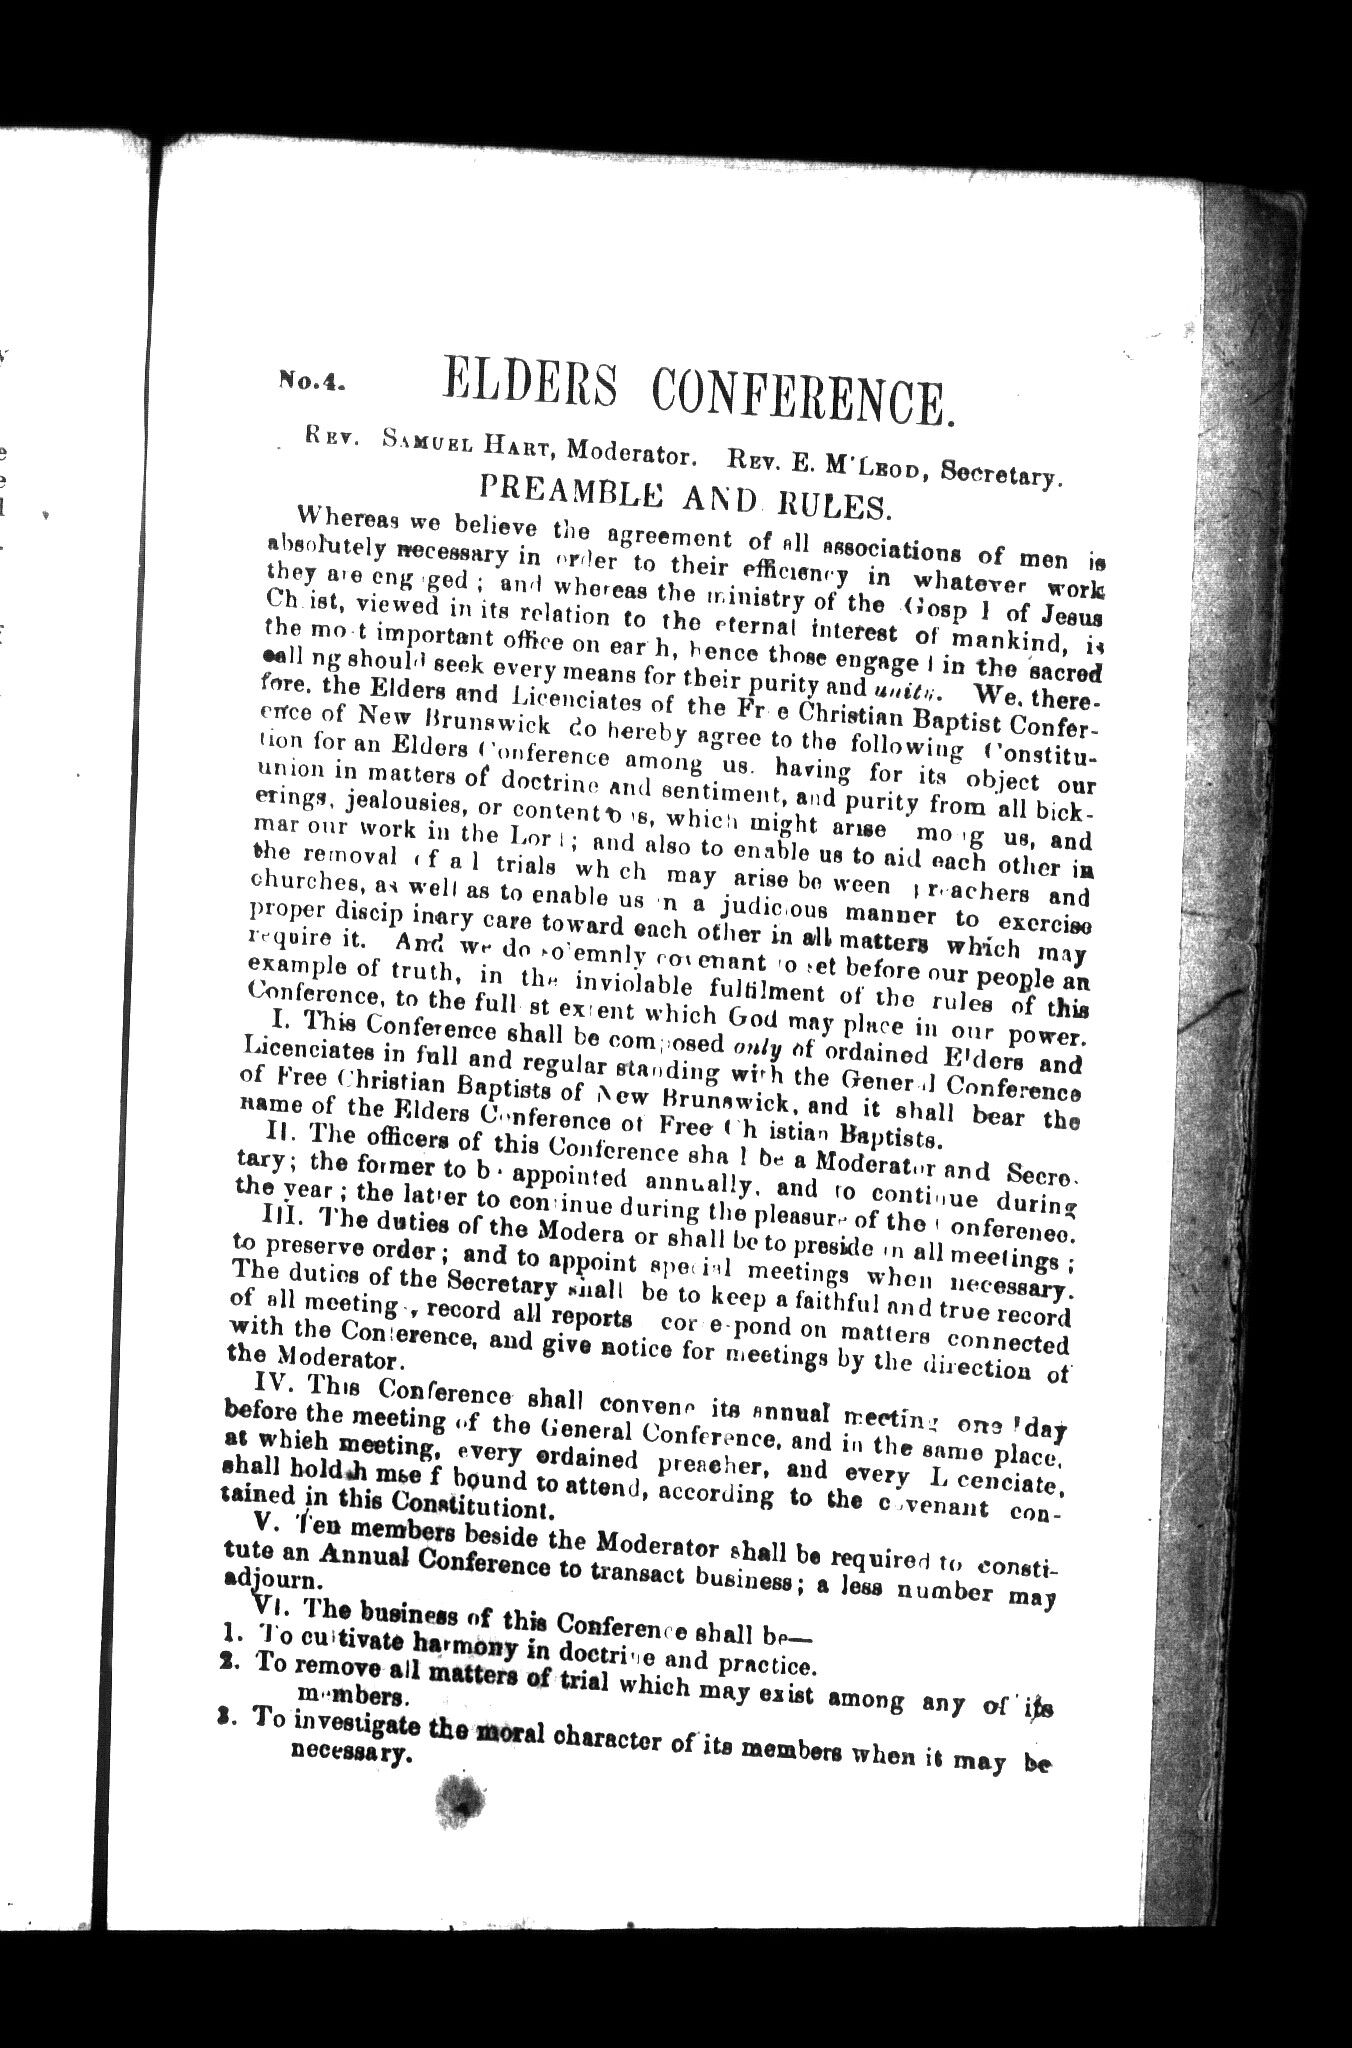 No.4.
ELDERS CONFERENCE.
REV. SAMUEL HART, Moderator. REV. E. M'LEOD, Secretary.
PREAMBLE AND RULES.
Whereas we believe the agreement of all associations of men is
absolutely necessary in order to their efficiency in whatever work
they are engaged; and whereas the ministry of the Gospel of Jesus
Christ, viewed in its relation to the eternal interest of mankind, is
the most important office on earth, hence those engaged in the sacred
calling should seek every means for their purity and unity. We, there-
fore, the Elders and Licenciates of the Free Christian Baptist Confer-
ence of New Brunswick do hereby agree to the following Constitu-
tion for an Elders Conference among us, having for its object our
union in matters of doctrine and sentiment, and purity from all bick-
erings, jealousies, or contentions, which might arise among us, and
mar our work in the Lord; and also to enable us to aid each other in
the removal of all trials which may arise between preachers and
churches, as well as to enable us in a judicious manner to exercise
proper disciplinary care toward each other in all matters which may
require it. And we do solemnly covenant to set before our people an
example of truth, in the inviolable fulfilment of the rules of this
Conference, to the fullest extent which God may place in our power.
I. This Conference shall be composed only of ordained Elders and
Licenciates in full and regular standing with the General Conference
of Free Christian Baptists of New Brunswick, and it shall bear the
name of the Elders Conference of Free Christian Baptists.
II. The officers of this Conference shall be a Moderator and Secre-
tary; the former to be appointed annually, and to continue during
the year; the latter to continue during the pleasure of the Conference.
III. The duties of the Moderator shall be to preside in all meetings;
to preserve order; and to appoint special meetings when necessary.
The duties of the Secretary shall be to keep a faithful and true record
of all meetings, record all reports correspond on matters connected
with the Conference, and give notice for meetings by the direction of
the Moderator.
IV. This Conference shall convene its annual meeting one day
before the meeting of the General Conference, and in the same place,
at which meeting, every ordained preacher, and every Licenciate,
shall hold himself bound to attend, according to the covenant con-
tained in this Constitutiont.
V. Ten members beside the Moderator shall be required to consti-
tute an Annual Conference to transact business; a less number may
adjourn.
VI. The business of this Conference shall be—
1. To cultivate harmony in doctrine and practice.
2. To remove all matters of trial which may exist among any of its
members.
3. To investigate the moral character of its members when it may be
necessary.